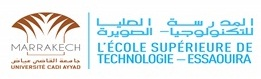 المدرسة العليا
للتكنولوجيا - الصويرة
L'ÉCOLE SUPÉRIEURE DE
TECHNOLOGIE - ESSAOUIRA
MARRAKECH
جامعة القاضي عياض
UNIVERSITÉ CADI AYYAD